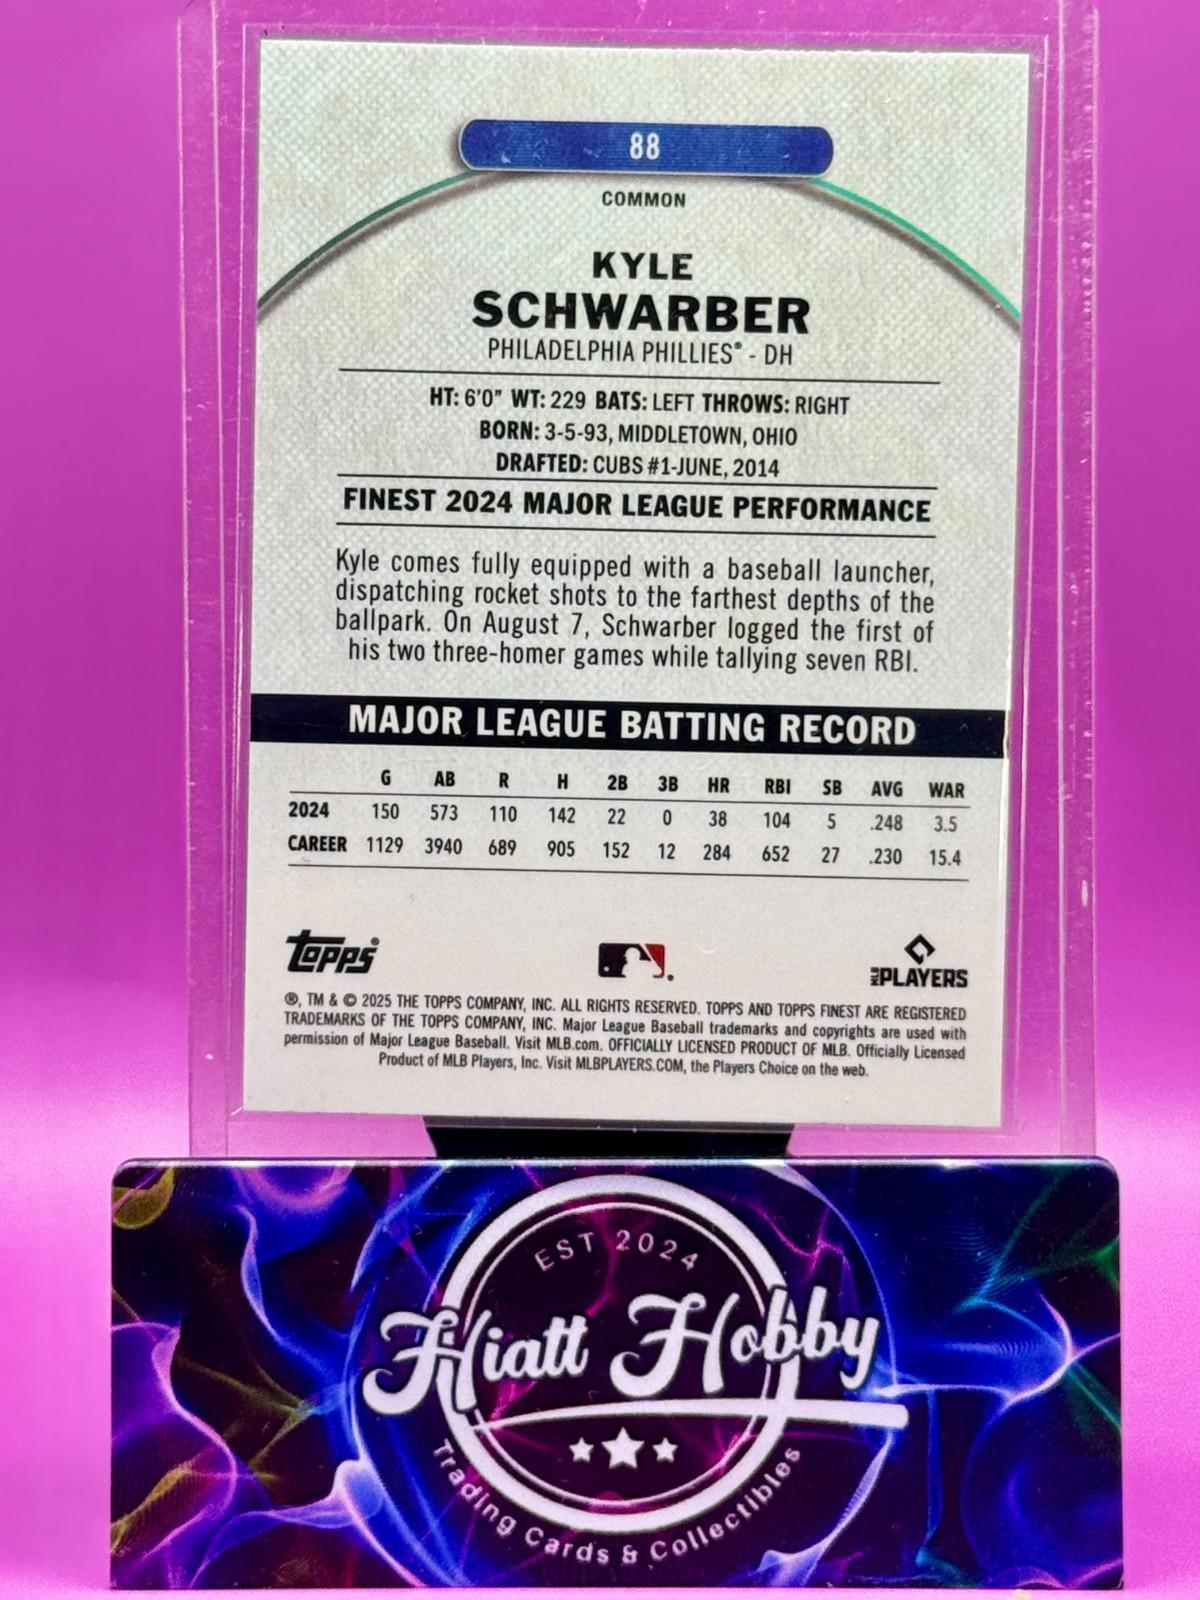 88
COMMON
KYLE
SCHWARBER
PHILADELPHIA PHILLIES® - DH
HT: 6'0" WT: 229 BATS: LEFT THROWS: RIGHT
BORN: 3-5-93, MIDDLETOWN, OHIO
DRAFTED: CUBS #1-JUNE, 2014
FINEST 2024 MAJOR LEAGUE PERFORMANCE
Kyle comes fully equipped with a baseball launcher,
dispatching rocket shots to the farthest depths of the
ballpark. On August 7, Schwarber logged the first of
his two three-homer games while tallying seven RBI.
MAJOR LEAGUE BATTING RECORD
G AB R H 2B 3B HR RBI SB AVG WAR
2024 150 573 110 142 22 0 38 104 5 .248 3.5
CAREER 1129 3940 689 905 152 12 284 652 27 .230 15.4
Topps®
MLB PLAYERS
®, TM & © 2025 THE TOPPS COMPANY, INC. ALL RIGHTS RESERVED. TOPPS AND TOPPS FINEST ARE REGISTERED
TRADEMARKS OF THE TOPPS COMPANY, INC. Major League Baseball trademarks and copyrights are used with
permission of Major League Baseball. Visit MLB.com. OFFICIALLY LICENSED PRODUCT OF MLB. Officially Licensed
Product of MLB Players, Inc. Visit MLBPLAYERS.COM, the Players Choice on the web.
EST 2024
Hiatt Hobby
Trading Cards & Collectibles